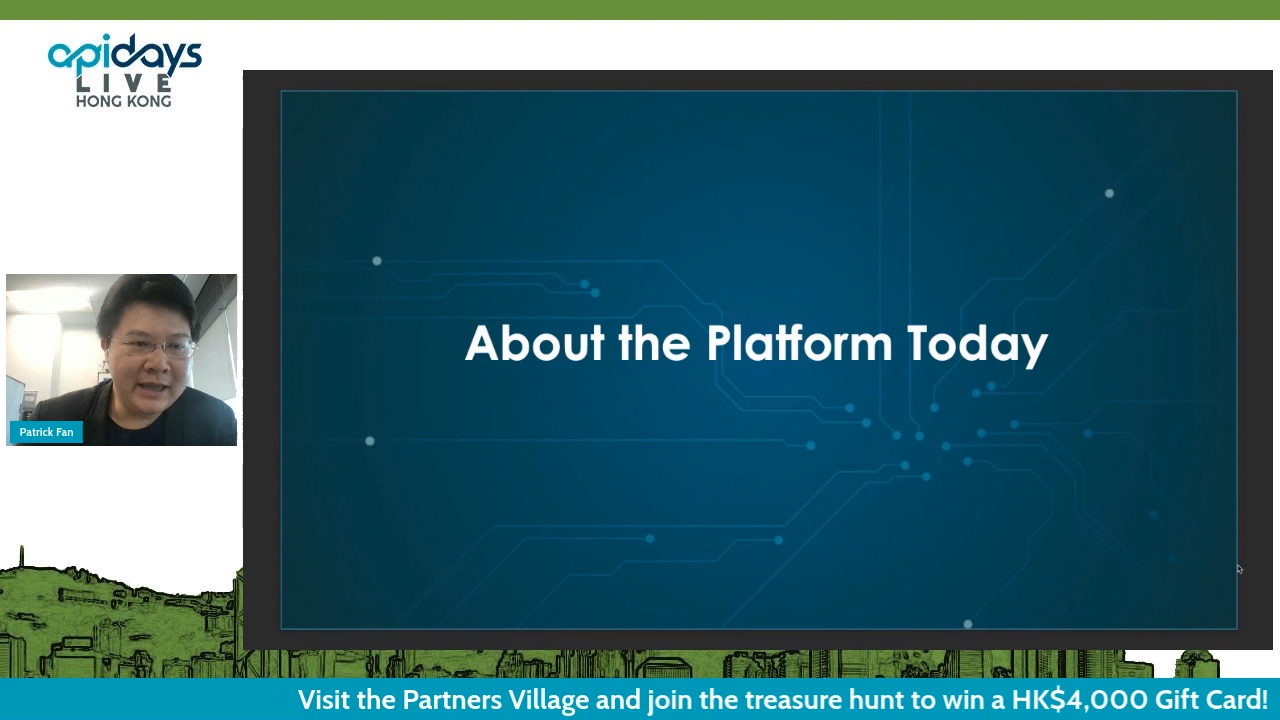 apidays
LIVE
HONG KONG
About the Platform Today
Patrick Fan
Visit the Partners Village and join the treasure hunt to win a HK$4,000 Gift Card!